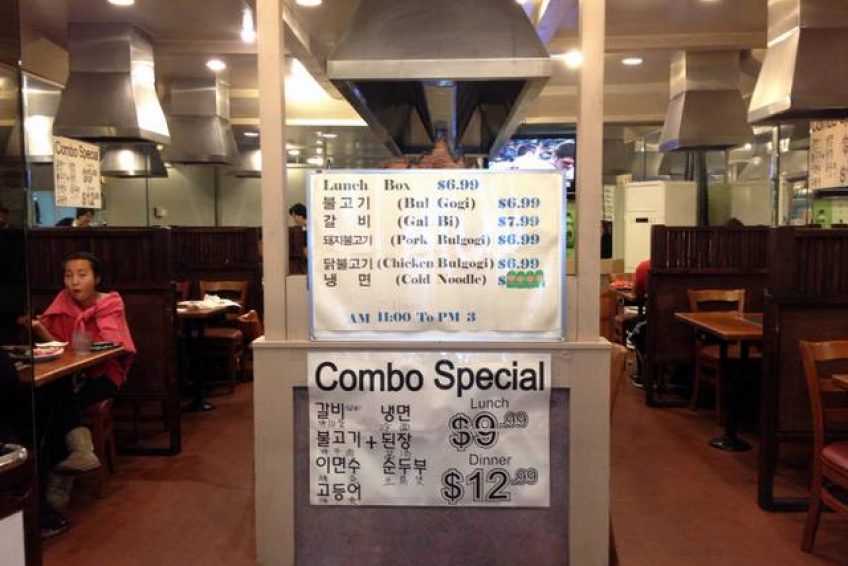 Combo Special
Lunch Box $6.99
불고기 (Bul Gogi) $6.99
갈 비 (Gal Bi) $7.99
돼지불고기 (Pork Bulgogi) $6.99
닭불고기 (Chicken Bulgogi) $6.99
냉 면 (Cold Noodle) $
AM 11:00 To PM 3
Combo Special
갈비 냉면 Lunch
불고기 + 된장 $9.99
이면수 순두부 Dinner
고등어 $12.99
Combo S